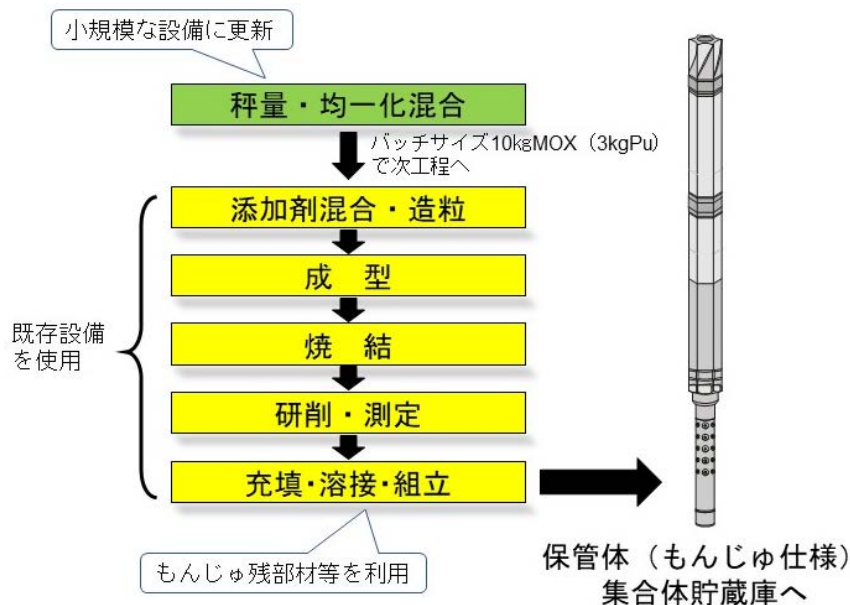 小規模な設備に更新
秤量・均一化混合
バッチサイズ10kgMOX（3kgPu）
で次工程へ
添加剤混合・造粒
成　型
既存設備
を使用
焼　結
研削・測定
充填・溶接・組立
もんじゅ残部材等を利用
保管体（もんじゅ仕様）
集合体貯蔵庫へ